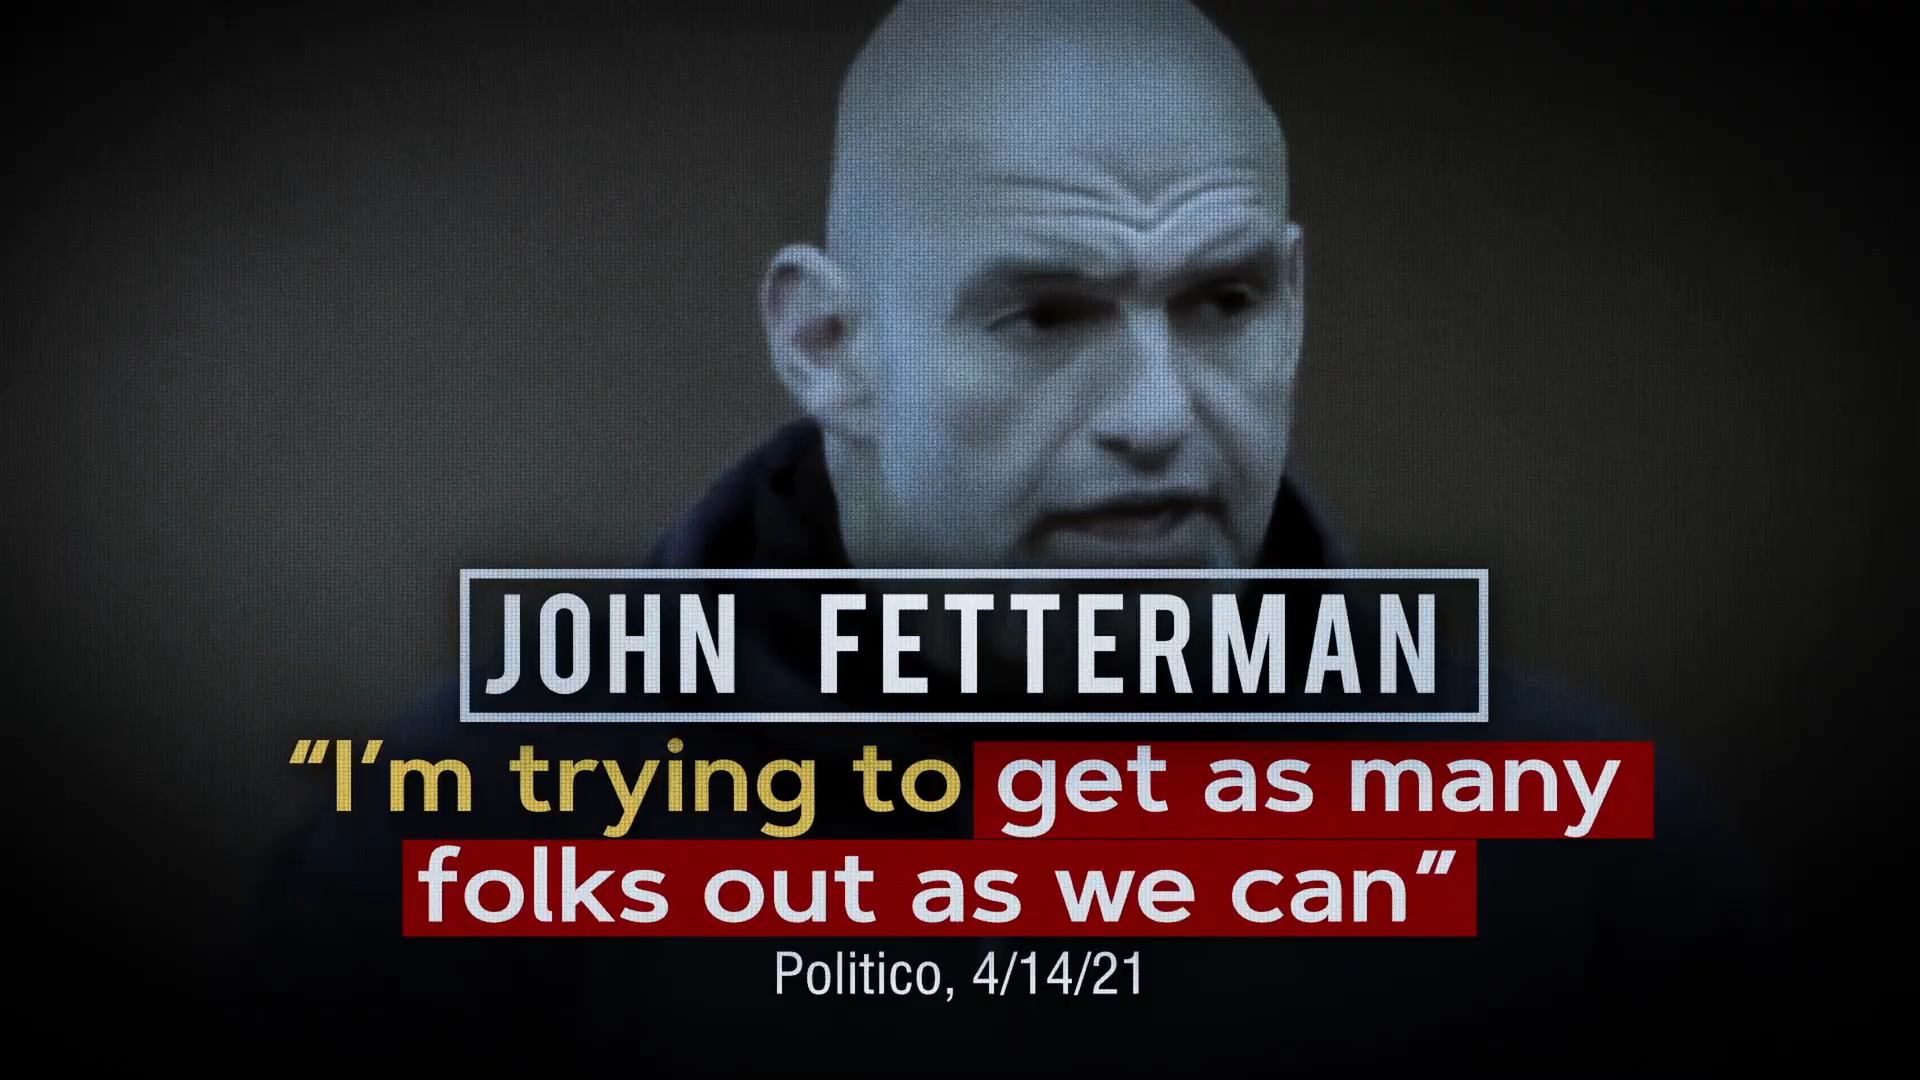 JOHN FETTERMAN
“I’m trying to get as many
folks out as we can”
Politico, 4/14/21